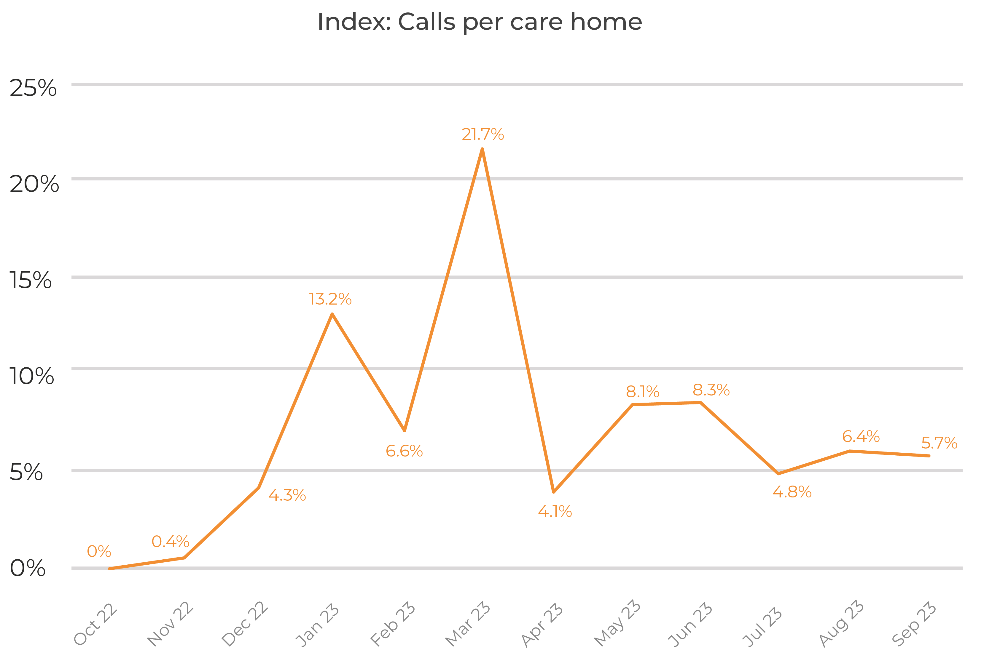 Index: Calls per care home
25%
20%
15%
10%
5%
0%
0%
0.4%
4.3%
13.2%
6.6%
21.7%
4.1%
8.1%
8.3%
4.8%
6.4%
5.7%
Oct 22
Nov 22
Dec 22
Jan 23
Feb 23
Mar 23
Apr 23
May 23
Jun 23
Jul 23
Aug 23
Sep 23